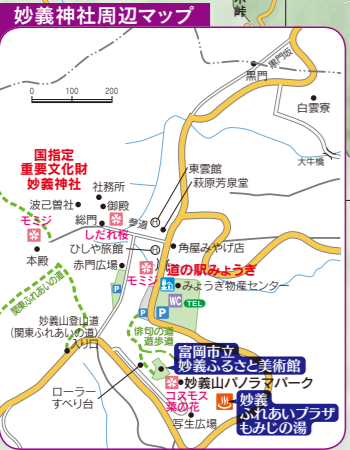 妙義神社周辺マップ
峠
0 100 200
黒門
黒門坂
白雲寮
大牛橋
国指定
重要文化財
妙義神社
東雲館
萩原芳泉堂
社務所
波己曽社
御殿
総門
しだれ桜
参道
モミジ
本殿
ひしや旅館
角屋みやげ店
赤門広場
道の駅みょうぎ
モミジ
みょうぎ物産センター
関東ふれあいの道
P
WC
TEL
P
P
妙義山登山道
(関東ふれあいの道)
入り口
俳句の道
遊歩道
富岡市立
妙義ふるさと美術館
妙義山パノラマパーク
コスモス
菜の花
ローラー
すべり台
妙義
ふれあいプラザ
もみじの湯
写生広場